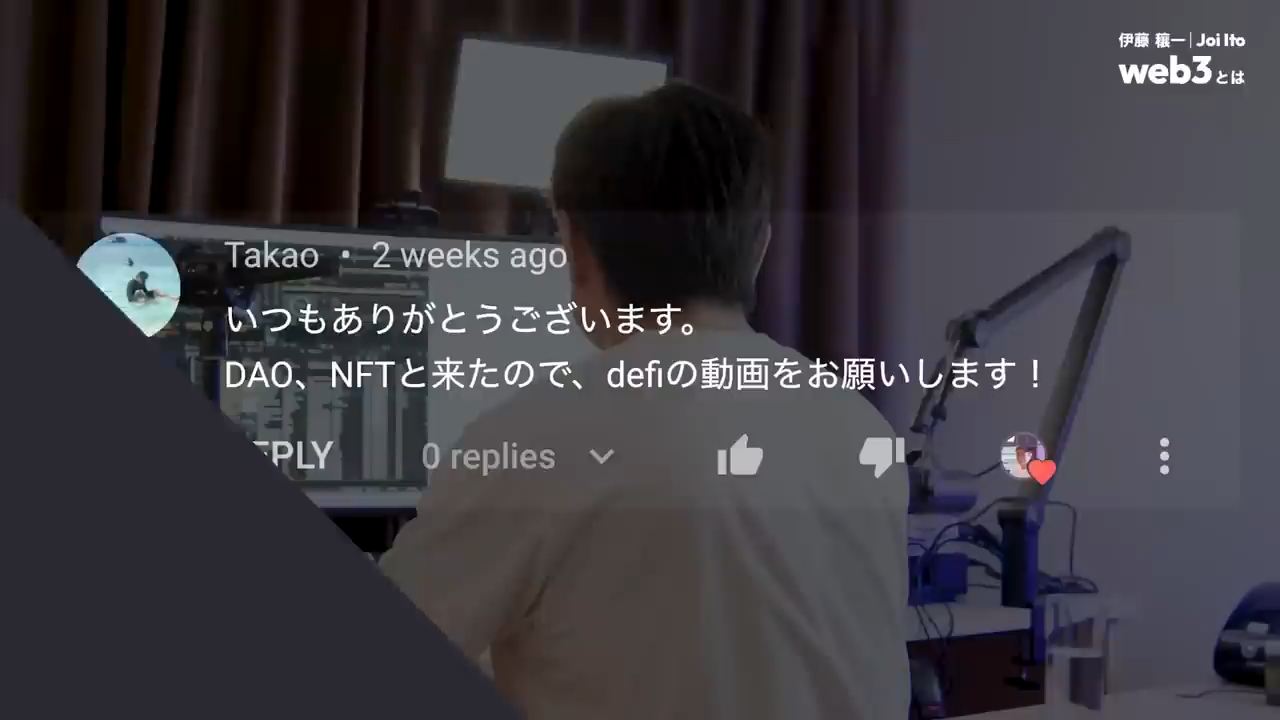 伊藤 穰一 | Joi Ito
web3とは
Takao • 2 weeks ago
いつもありがとうございます。
DAO、NFTと来たので、defiの動画をお願いします！
EPLY
0 replies